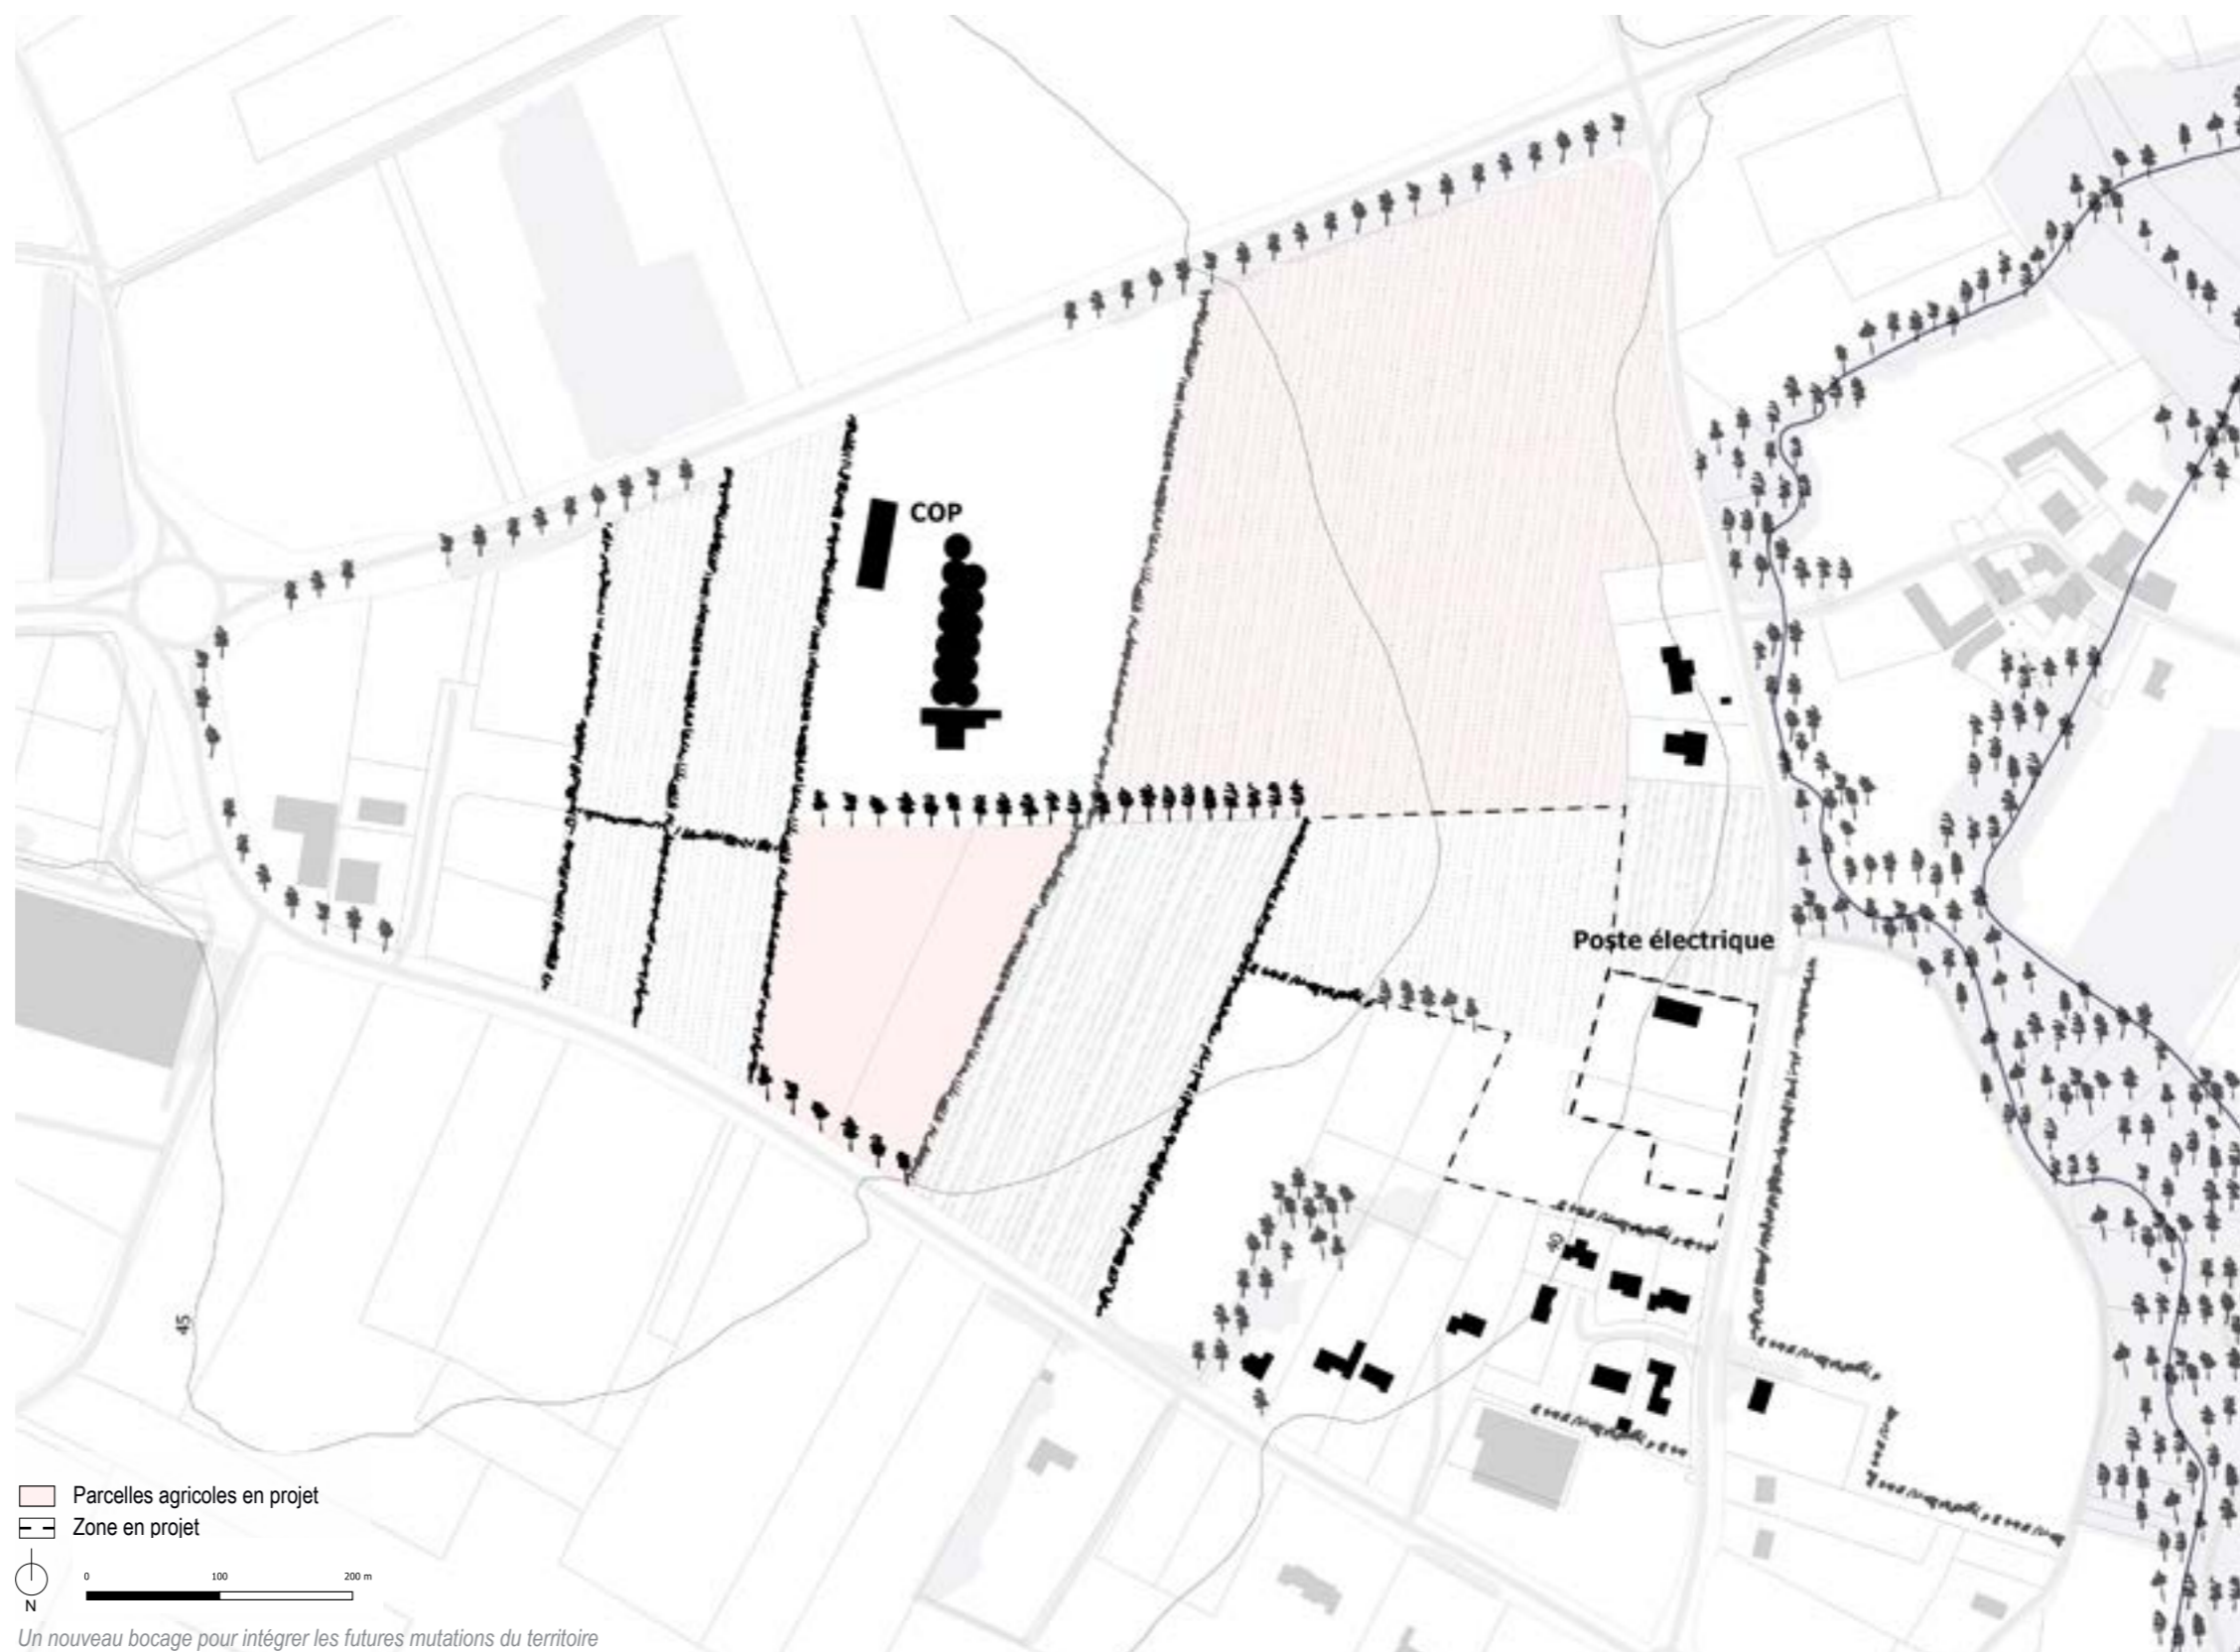 COP
Poste électrique
40
45
Parcelles agricoles en projet
Zone en projet
0 100 200 m
N
Un nouveau bocage pour intégrer les futures mutations du territoire